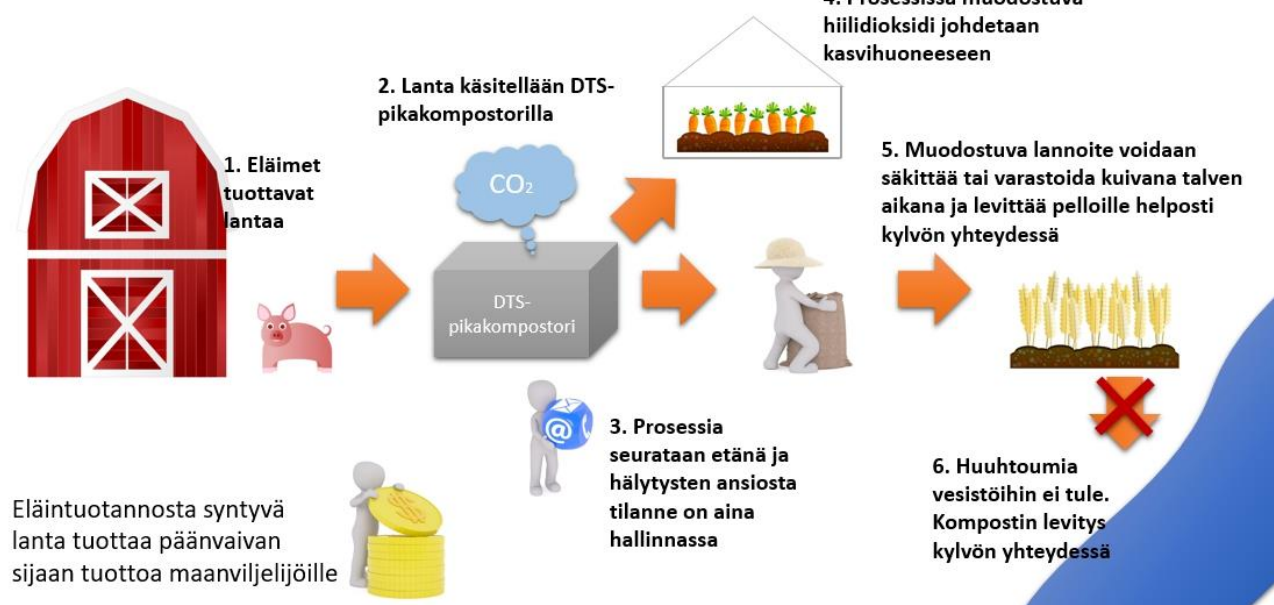 1. Eläimet
tuottavat
lantaa
2. Lanta käsitellään DTS-
pikakompostorilla
CO₂
DTS-
pikakompostori
3. Prosessia
seurataan etänä ja
hälytysten ansiosta
tilanne on aina
hallinnassa
4. Prosessissa muodostuva
hiilidioksidi johdetaan
kasvihuoneeseen
5. Muodostuva lannoite voidaan
säkittää tai varastoida kuivana talven
aikana ja levittää pelloille helposti
kylvön yhteydessä
6. Huuhtoumia
vesistöihin ei tule.
Kompostin levitys
kylvön yhteydessä
Eläintuotannosta syntyvä
lanta tuottaa päänvaivan
sijaan tuottoa maanviljelijöille
@
$